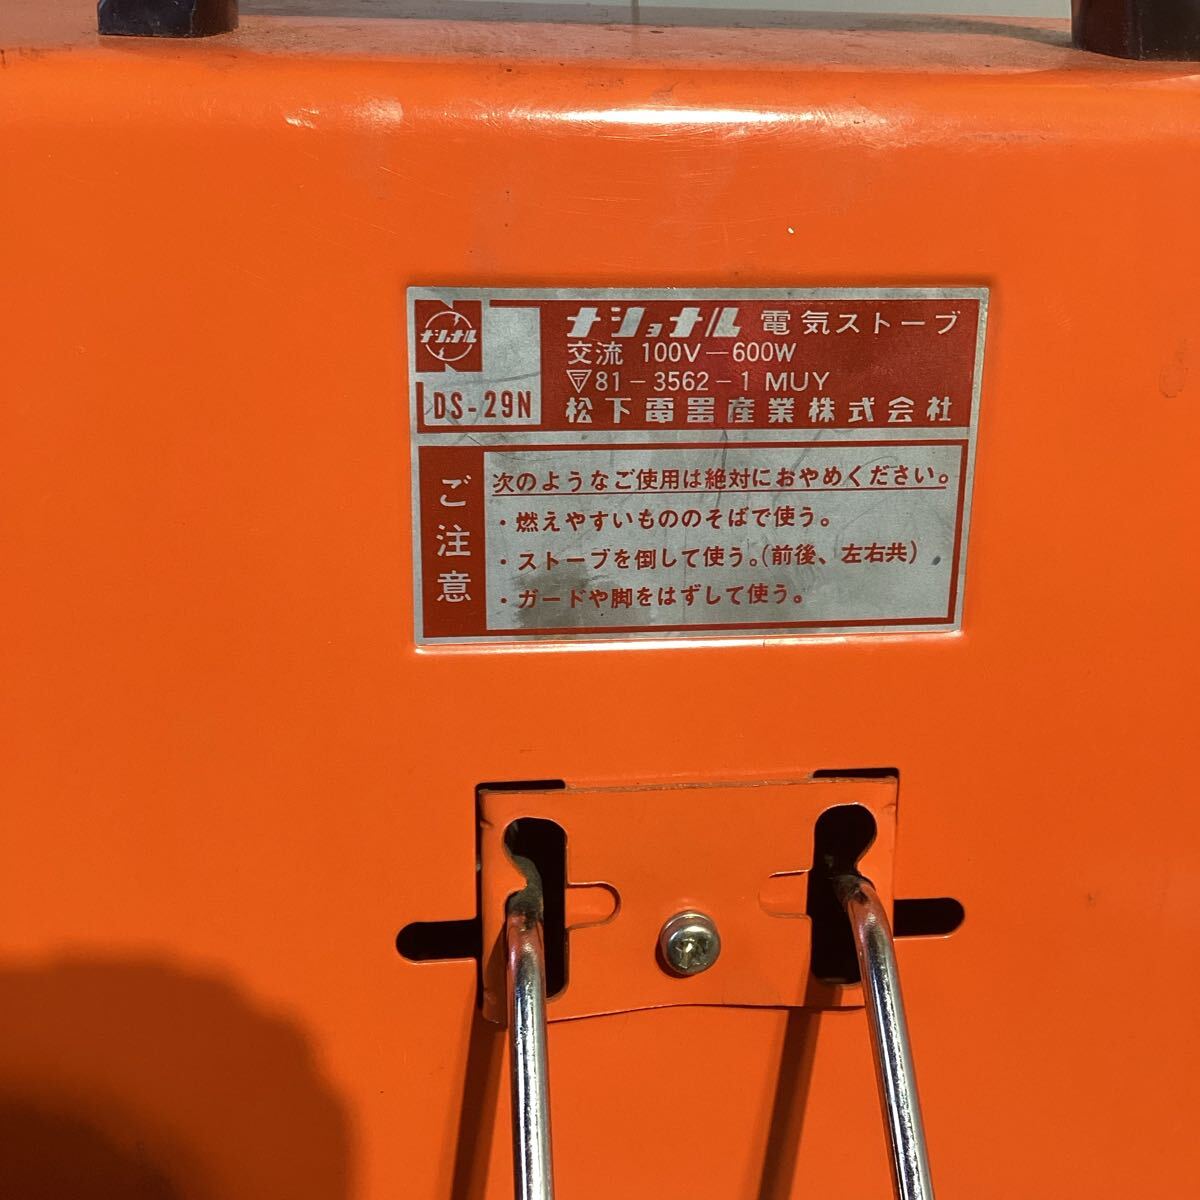 ナショナル
DS-29N
ナショナル 電気ストーブ
交流 100V-600W
〒81-3562-1 MUY
松下電器産業株式会社
ご注意
次のようなご使用は絶対におやめください。
・燃えやすいもののそばで使う。
・ストーブを倒して使う。(前後、左右共)
・ガードや脚をはずして使う。